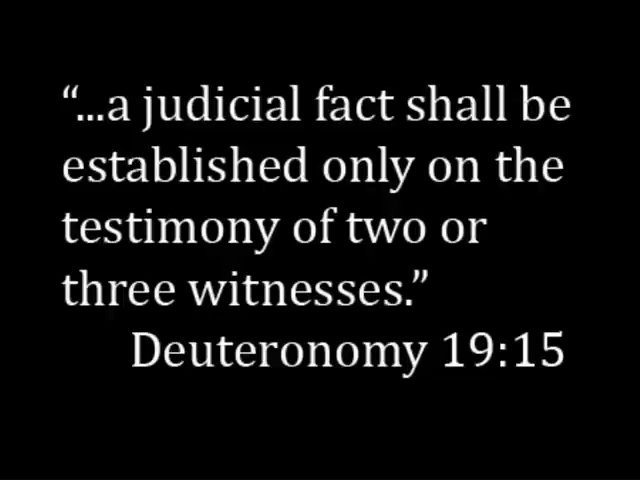 “...a judicial fact shall be
established only on the
testimony of two or
three witnesses.”
Deuteronomy 19:15